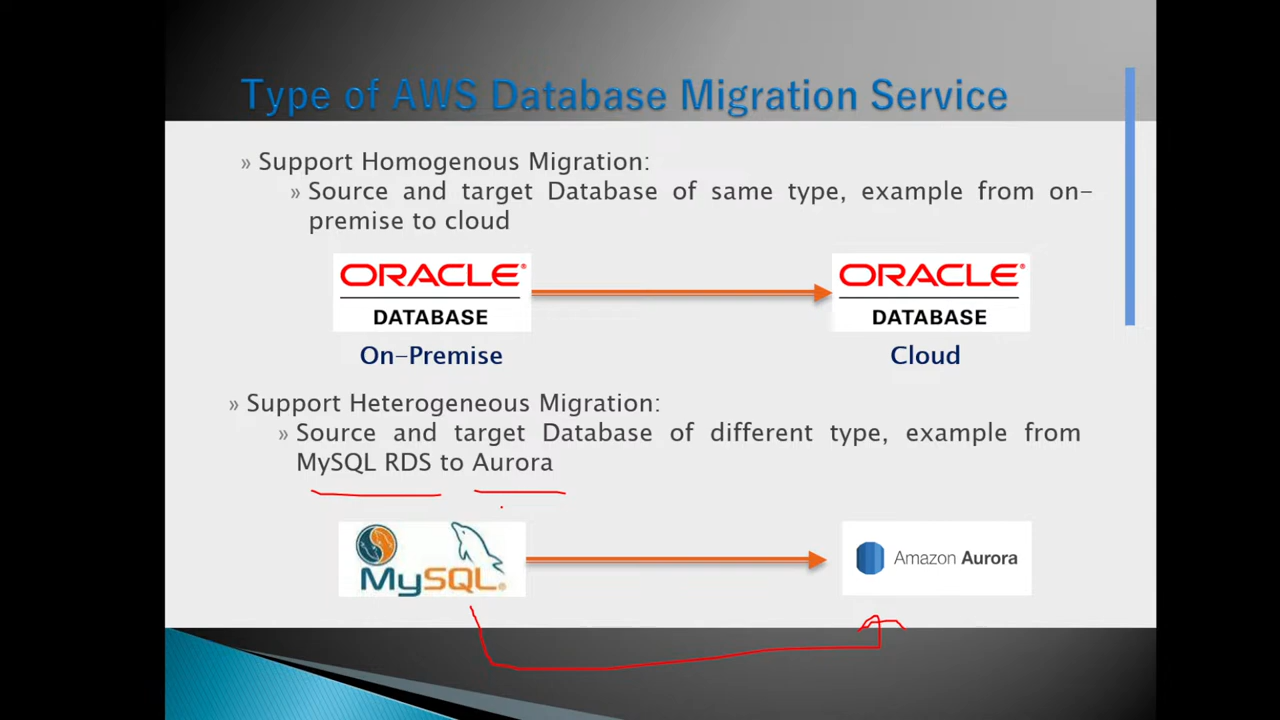 Type of AWS Database Migration Service
» Support Homogenous Migration:
» Source and target Database of same type, example from on-
premise to cloud
ORACLE® ORACLE®
DATABASE DATABASE
On-Premise Cloud
» Support Heterogeneous Migration:
» Source and target Database of different type, example from
MySQL RDS to Aurora
MySQL® Amazon Aurora